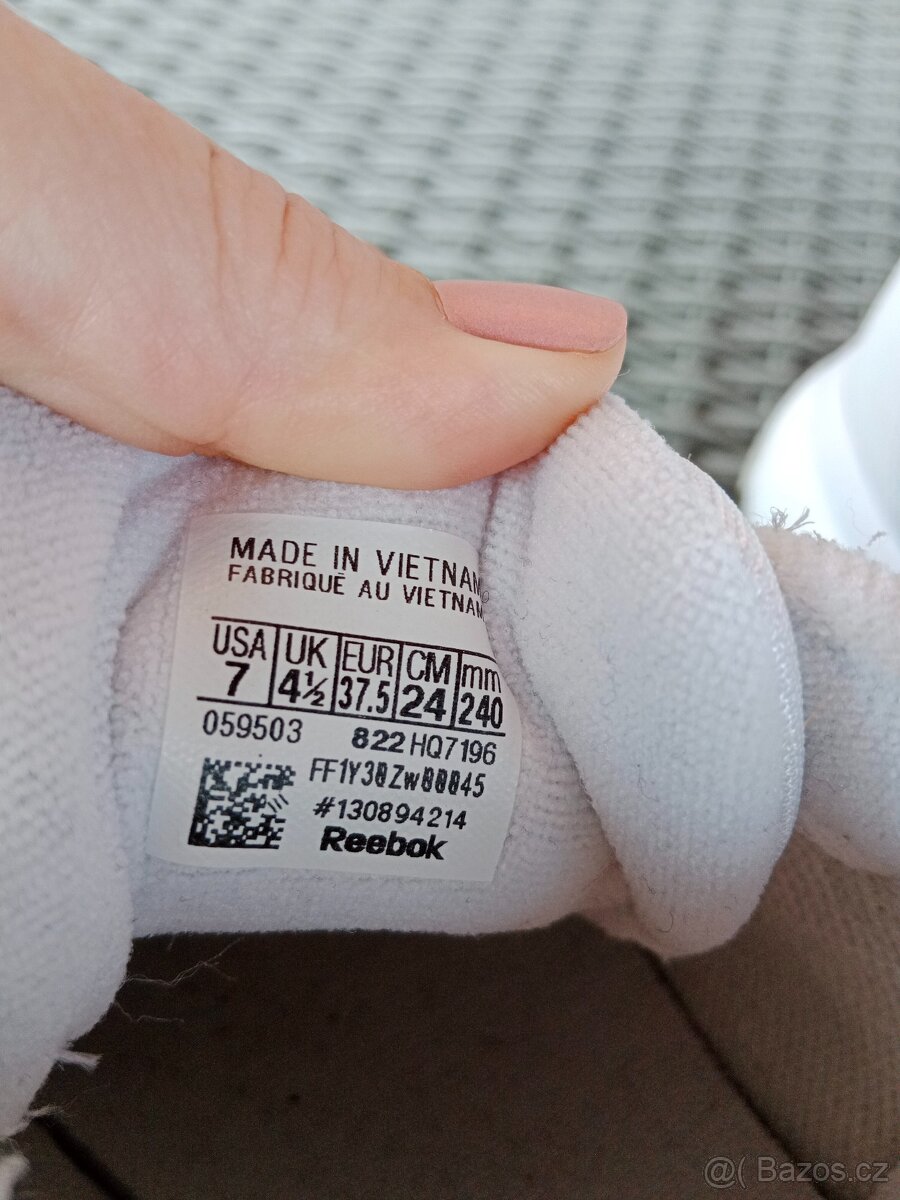 MADE IN VIETNAM
FABRIQUÉ AU VIETNAM
USA UK EUR CM mm
7 4½ 37.5 24 240
059503 822 HQ7196
#130894214
Reebok
@( Bazos.cz